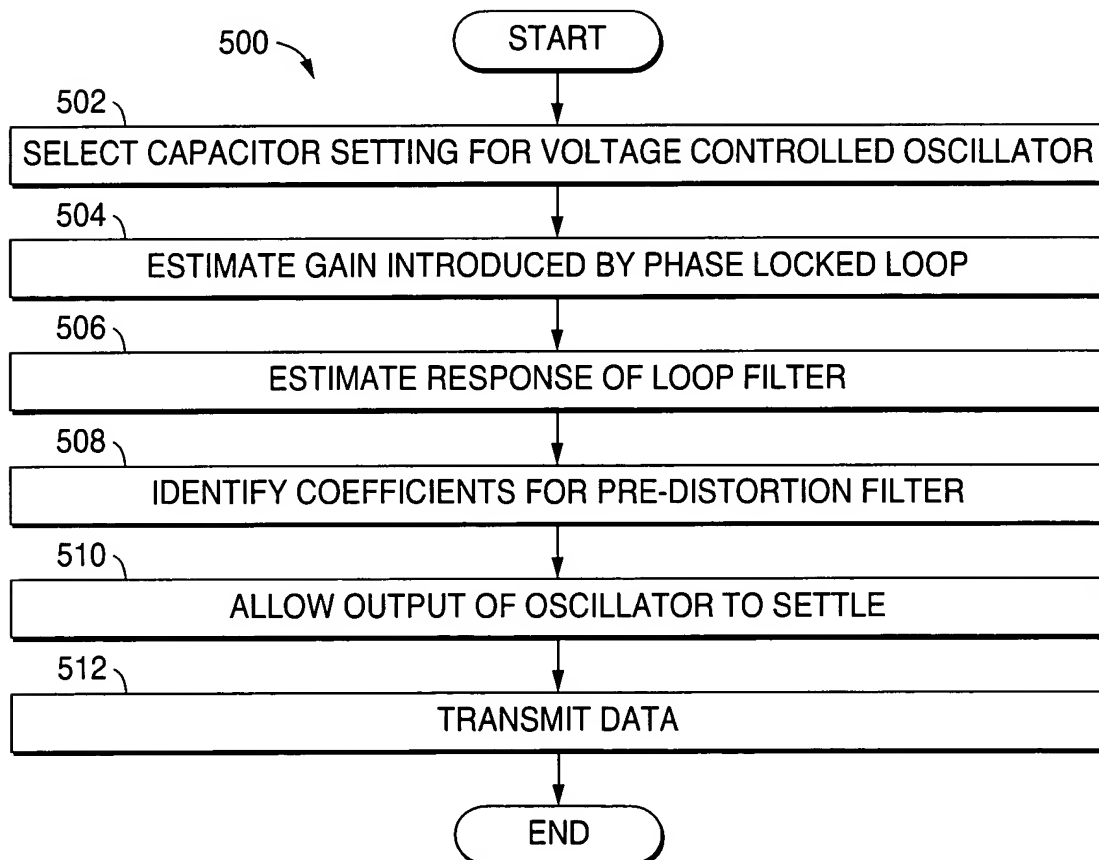 500
START
502
SELECT CAPACITOR SETTING FOR VOLTAGE CONTROLLED OSCILLATOR
504
ESTIMATE GAIN INTRODUCED BY PHASE LOCKED LOOP
506
ESTIMATE RESPONSE OF LOOP FILTER
508
IDENTIFY COEFFICIENTS FOR PRE-DISTORTION FILTER
510
ALLOW OUTPUT OF OSCILLATOR TO SETTLE
512
TRANSMIT DATA
END